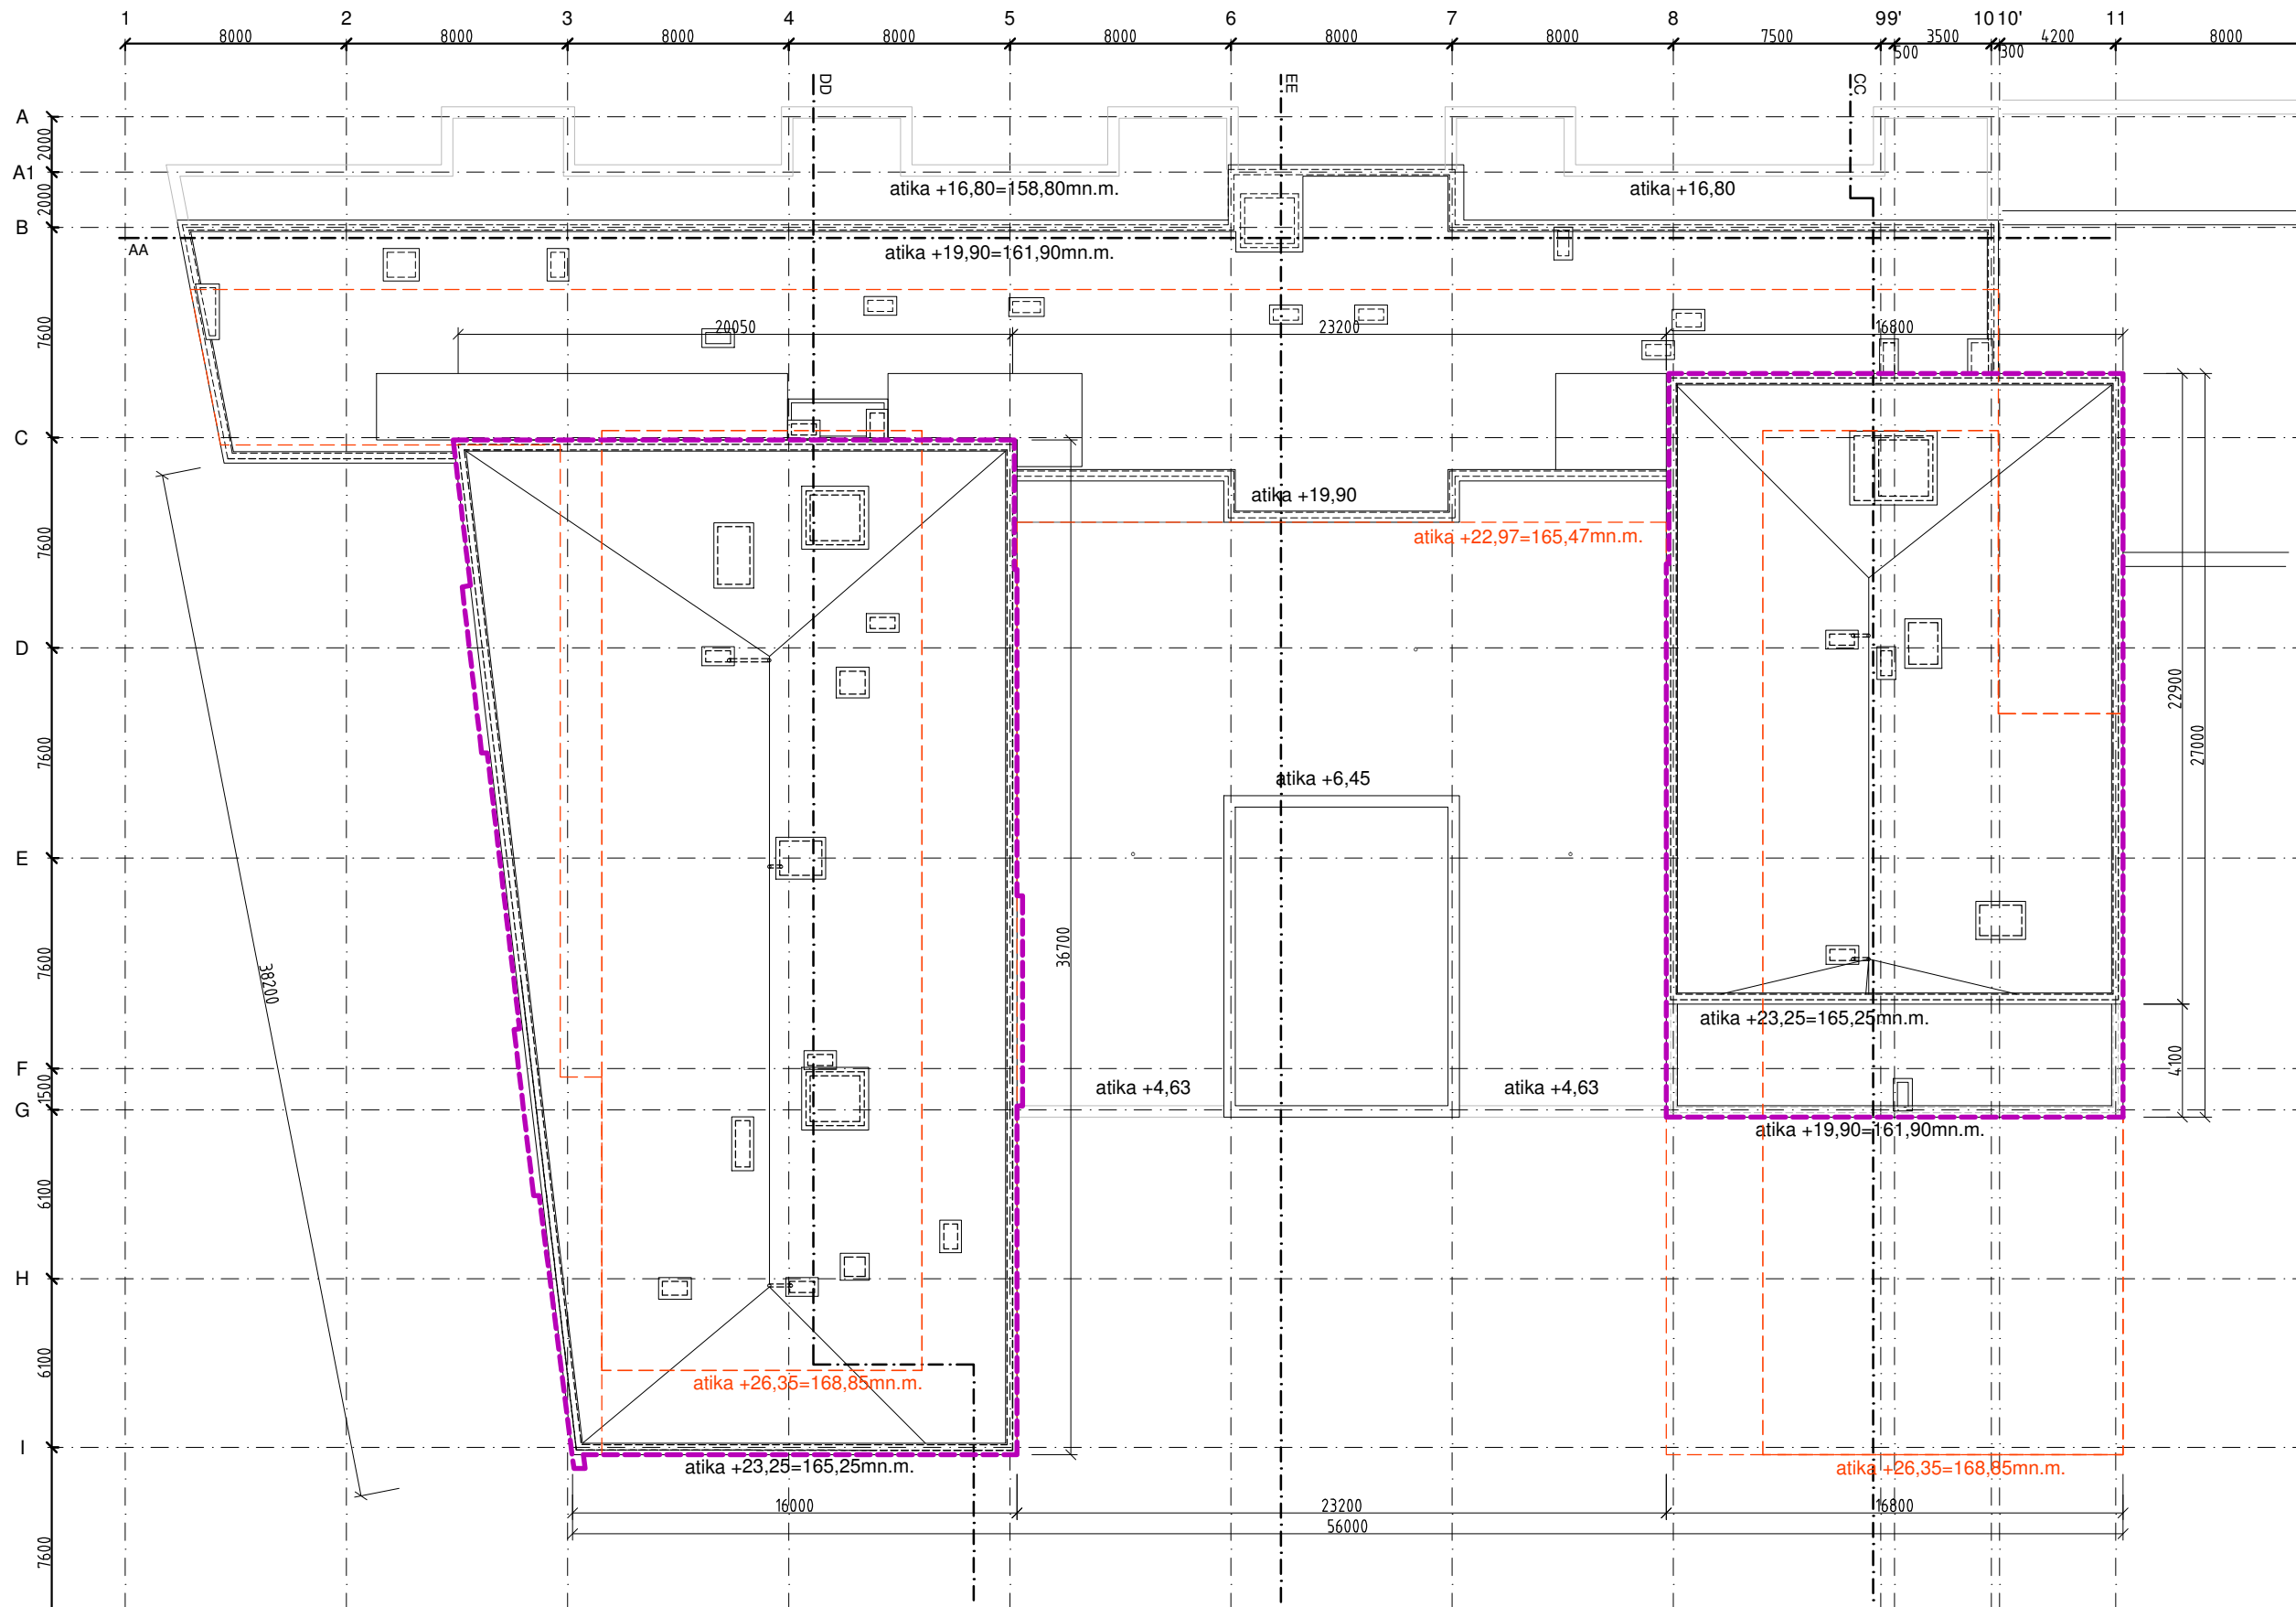 1 2 3 4 5 6 7 8 9 9' 10 10' 11
8000 8000 8000 8000 8000 8000 8000 7500 500 3500 300 4200 8000
DD EE CC
A
2000
A1
2000
B
7600
C
7600
D
7600
E
7600
F
1500
G
6100
H
6100
I
7600
AA
atika +16,80=158,80mn.m.
atika +16,80
atika +19,90=161,90mn.m.
20050 23200 16800
atika +19,90
atika +22,97=165,47mn.m.
22900
27000
atika +6,45
36700
38200
atika +23,25=165,25mn.m.
4100
atika +4,63
atika +4,63
atika +19,90=161,90mn.m.
atika +26,35=168,85mn.m.
atika +23,25=165,25mn.m.
atika +26,35=168,85mn.m.
16000 23200 16800
56000